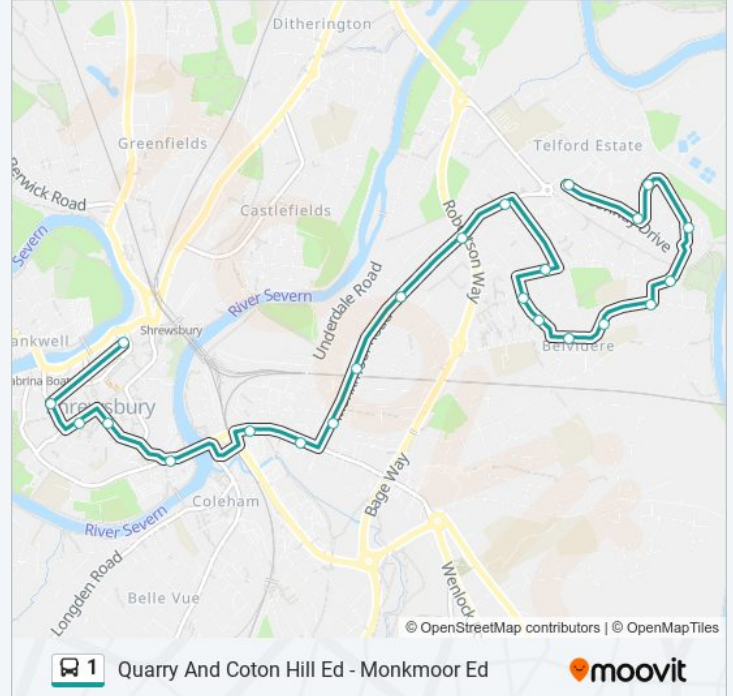 Ditherington
Greenfields
Telford Estate
Berwick Road
Castlefields
Robertson Way
Drive
Severn
River Severn
Underdale Road
ankwell
Shrewsbury
abrina Boat
Shrewsbury
Belvidere
Bage Way
Coleham
River Severn
Longden Road
Wenlock
Belle Vue
© OpenStreetMap contributors | © OpenMapTiles
1 Quarry And Coton Hill Ed - Monkmoor Ed
moovit